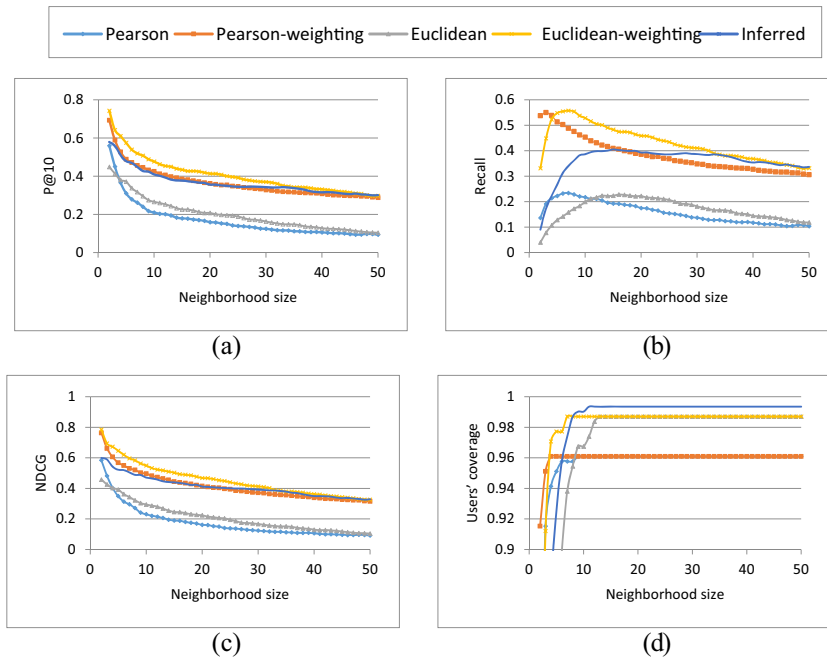 Pearson Pearson-weighting Euclidean Euclidean-weighting Inferred
0.8
0.6
0.4
0.2
0
P@10
0 10 20 30 40 50
Neighborhood size
(a)
0.6
0.5
0.4
0.3
0.2
0.1
0
Recall
0 10 20 30 40 50
Neighborhood size
(b)
1
0.8
0.6
0.4
0.2
0
NDCG
0 10 20 30 40 50
Neighborhood size
(c)
1
0.98
0.96
0.94
0.92
0.9
Users' coverage
0 10 20 30 40 50
Neighborhood size
(d)